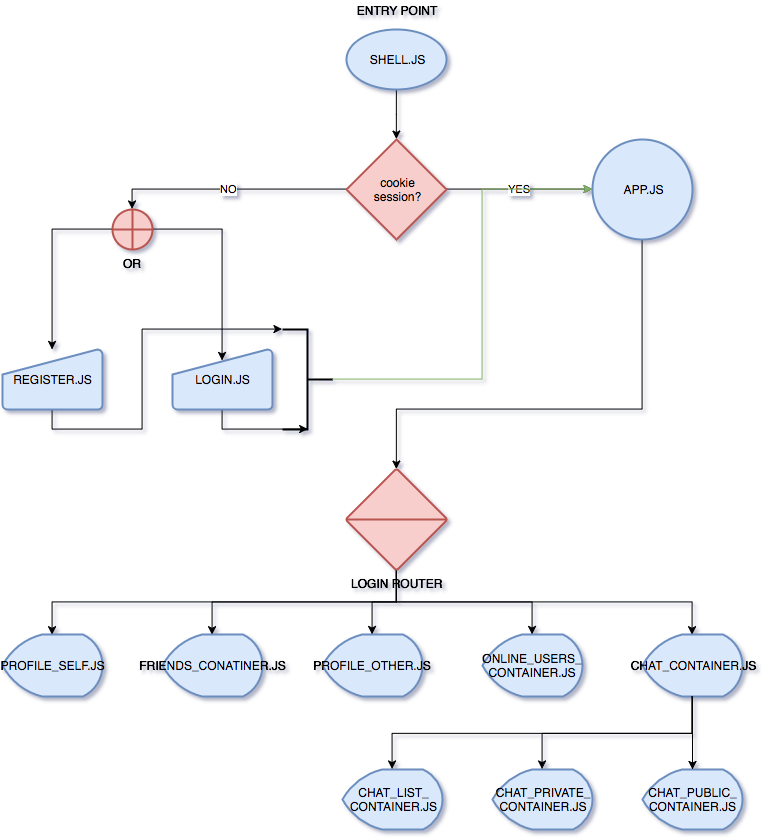 ENTRY POINT
SHELL.JS
cookie
session?
NO
YES
APP.JS
OR
REGISTER.JS
LOGIN.JS
LOGIN ROUTER
PROFILE_SELF.JS
FRIENDS_CONATINER.JS
PROFILE_OTHER.JS
ONLINE_USERS_
CONTAINER.JS
CHAT_CONTAINER.JS
CHAT_LIST_
CONTAINER.JS
CHAT_PRIVATE_
CONTAINER.JS
CHAT_PUBLIC_
CONTAINER.JS